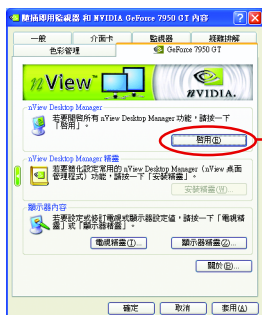 隨插即用監視器 和 NVIDIA GeForce 7950 GT 內容
一般
介面卡
監視器
疑難排解
色彩管理
GeForce 7950 GT
nView
NVIDIA.
nView Desktop Manager
若要開啓所有 nView Desktop Manager 功能，請按一下
「啓用」。
啓用(E)
nView Desktop Manager 精靈
若要簡化設定常用的 nView Desktop Manager（nView 桌面
管理程式）功能，請按一下「安裝精靈」。
安裝精靈(W)...
顯示器內容
若要設定或修訂電視或顯示器設定值，請按一下「電視精
靈」或「顯示器精靈」。
電視精靈(T)...
顯示器精靈(Z)...
關於(B)...
確定
取消
套用(A)